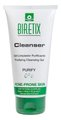 BIRETIX
Cleanser
Gel Limpiador Purificante
Purifying Cleansing Gel
PURIFY
ACNE-PRONE SKIN